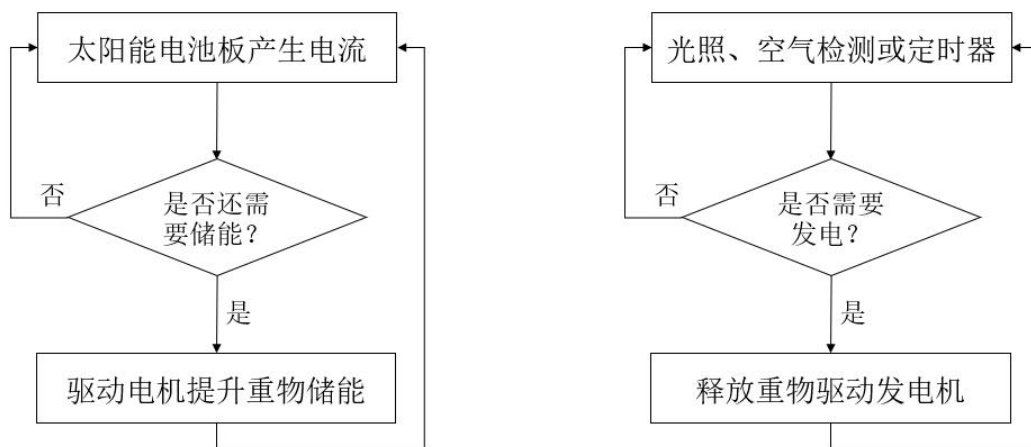 太阳能电池板产生电流
否
是否还需
要储能？
是
驱动电机提升重物储能
光照、空气检测或定时器
否
是否需要
发电？
是
释放重物驱动发电机